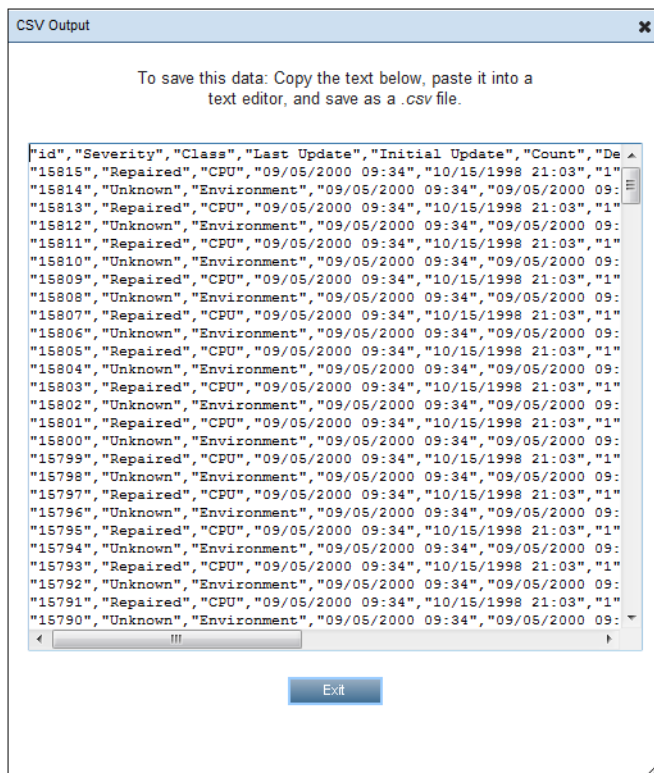 CSV Output
To save this data: Copy the text below, paste it into a
text editor, and save as a .csv file.
"id","Severity","Class","Last Update","Initial Update","Count","De
"15815","Repaired","CPU","09/05/2000 09:34","10/15/1998 21:03","1"
"15814","Unknown","Environment","09/05/2000 09:34","09/05/2000 09:
"15813","Repaired","CPU","09/05/2000 09:34","10/15/1998 21:03","1"
"15812","Unknown","Environment","09/05/2000 09:34","09/05/2000 09:
"15811","Repaired","CPU","09/05/2000 09:34","10/15/1998 21:03","1"
"15810","Unknown","Environment","09/05/2000 09:34","09/05/2000 09:
"15809","Repaired","CPU","09/05/2000 09:34","10/15/1998 21:03","1"
"15808","Unknown","Environment","09/05/2000 09:34","09/05/2000 09:
"15807","Repaired","CPU","09/05/2000 09:34","10/15/1998 21:03","1"
"15806","Unknown","Environment","09/05/2000 09:34","09/05/2000 09:
"15805","Repaired","CPU","09/05/2000 09:34","10/15/1998 21:03","1"
"15804","Unknown","Environment","09/05/2000 09:34","09/05/2000 09:
"15803","Repaired","CPU","09/05/2000 09:34","10/15/1998 21:03","1"
"15802","Unknown","Environment","09/05/2000 09:34","09/05/2000 09:
"15801","Repaired","CPU","09/05/2000 09:34","10/15/1998 21:03","1"
"15800","Unknown","Environment","09/05/2000 09:34","09/05/2000 09:
"15799","Repaired","CPU","09/05/2000 09:34","10/15/1998 21:03","1"
"15798","Unknown","Environment","09/05/2000 09:34","09/05/2000 09:
"15797","Repaired","CPU","09/05/2000 09:34","10/15/1998 21:03","1"
"15796","Unknown","Environment","09/05/2000 09:34","09/05/2000 09:
"15795","Repaired","CPU","09/05/2000 09:34","10/15/1998 21:03","1"
"15794","Unknown","Environment","09/05/2000 09:34","09/05/2000 09:
"15793","Repaired","CPU","09/05/2000 09:34","10/15/1998 21:03","1"
"15792","Unknown","Environment","09/05/2000 09:34","09/05/2000 09:
"15791","Repaired","CPU","09/05/2000 09:34","10/15/1998 21:03","1"
"15790","Unknown","Environment","09/05/2000 09:34","09/05/2000 09:
Exit